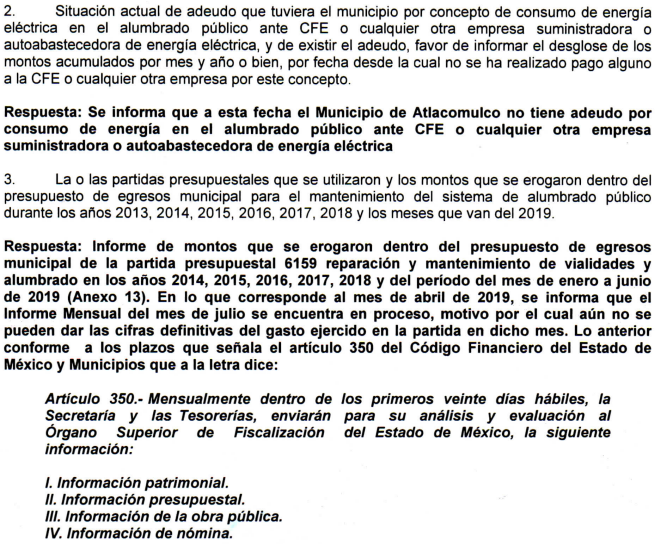 2. Situación actual de adeudo que tuviera el municipio por concepto de consumo de energía
eléctrica en el alumbrado público ante CFE o cualquier otra empresa suministradora o
autoabastecedora de energía eléctrica, y de existir el adeudo, favor de informar el desglose de los
montos acumulados por mes y año o bien, por fecha desde la cual no se ha realizado pago alguno
a la CFE o cualquier otra empresa por este concepto.
Respuesta: Se informa que a esta fecha el Municipio de Atlacomulco no tiene adeudo por
consumo de energía en el alumbrado público ante CFE o cualquier otra empresa
suministradora o autoabastecedora de energía eléctrica
3. La o las partidas presupuestales que se utilizaron y los montos que se erogaron dentro del
presupuesto de egresos municipal para el mantenimiento del sistema de alumbrado público
durante los años 2013, 2014, 2015, 2016, 2017, 2018 y los meses que van del 2019.
Respuesta: Informe de montos que se erogaron dentro del presupuesto de egresos
municipal de la partida presupuestal 6159 reparación y mantenimiento de vialidades y
alumbrado en los años 2014, 2015, 2016, 2017, 2018 y del período del mes de enero a junio
de 2019 (Anexo 13). En lo que corresponde al mes de abril de 2019, se informa que el
Informe Mensual del mes de julio se encuentra en proceso, motivo por el cual aún no se
pueden dar las cifras definitivas del gasto ejercido en la partida en dicho mes. Lo anterior
conforme a los plazos que señala el artículo 350 del Código Financiero del Estado de
México y Municipios que a la letra dice:
Artículo 350.- Mensualmente dentro de los primeros veinte días hábiles, la
Secretaría y las Tesorerías, enviarán para su análisis y evaluación al
Órgano Superior de Fiscalización del Estado de México, la siguiente
información:
I. Información patrimonial.
II. Información presupuestal.
III. Información de la obra pública.
IV. Información de nómina.